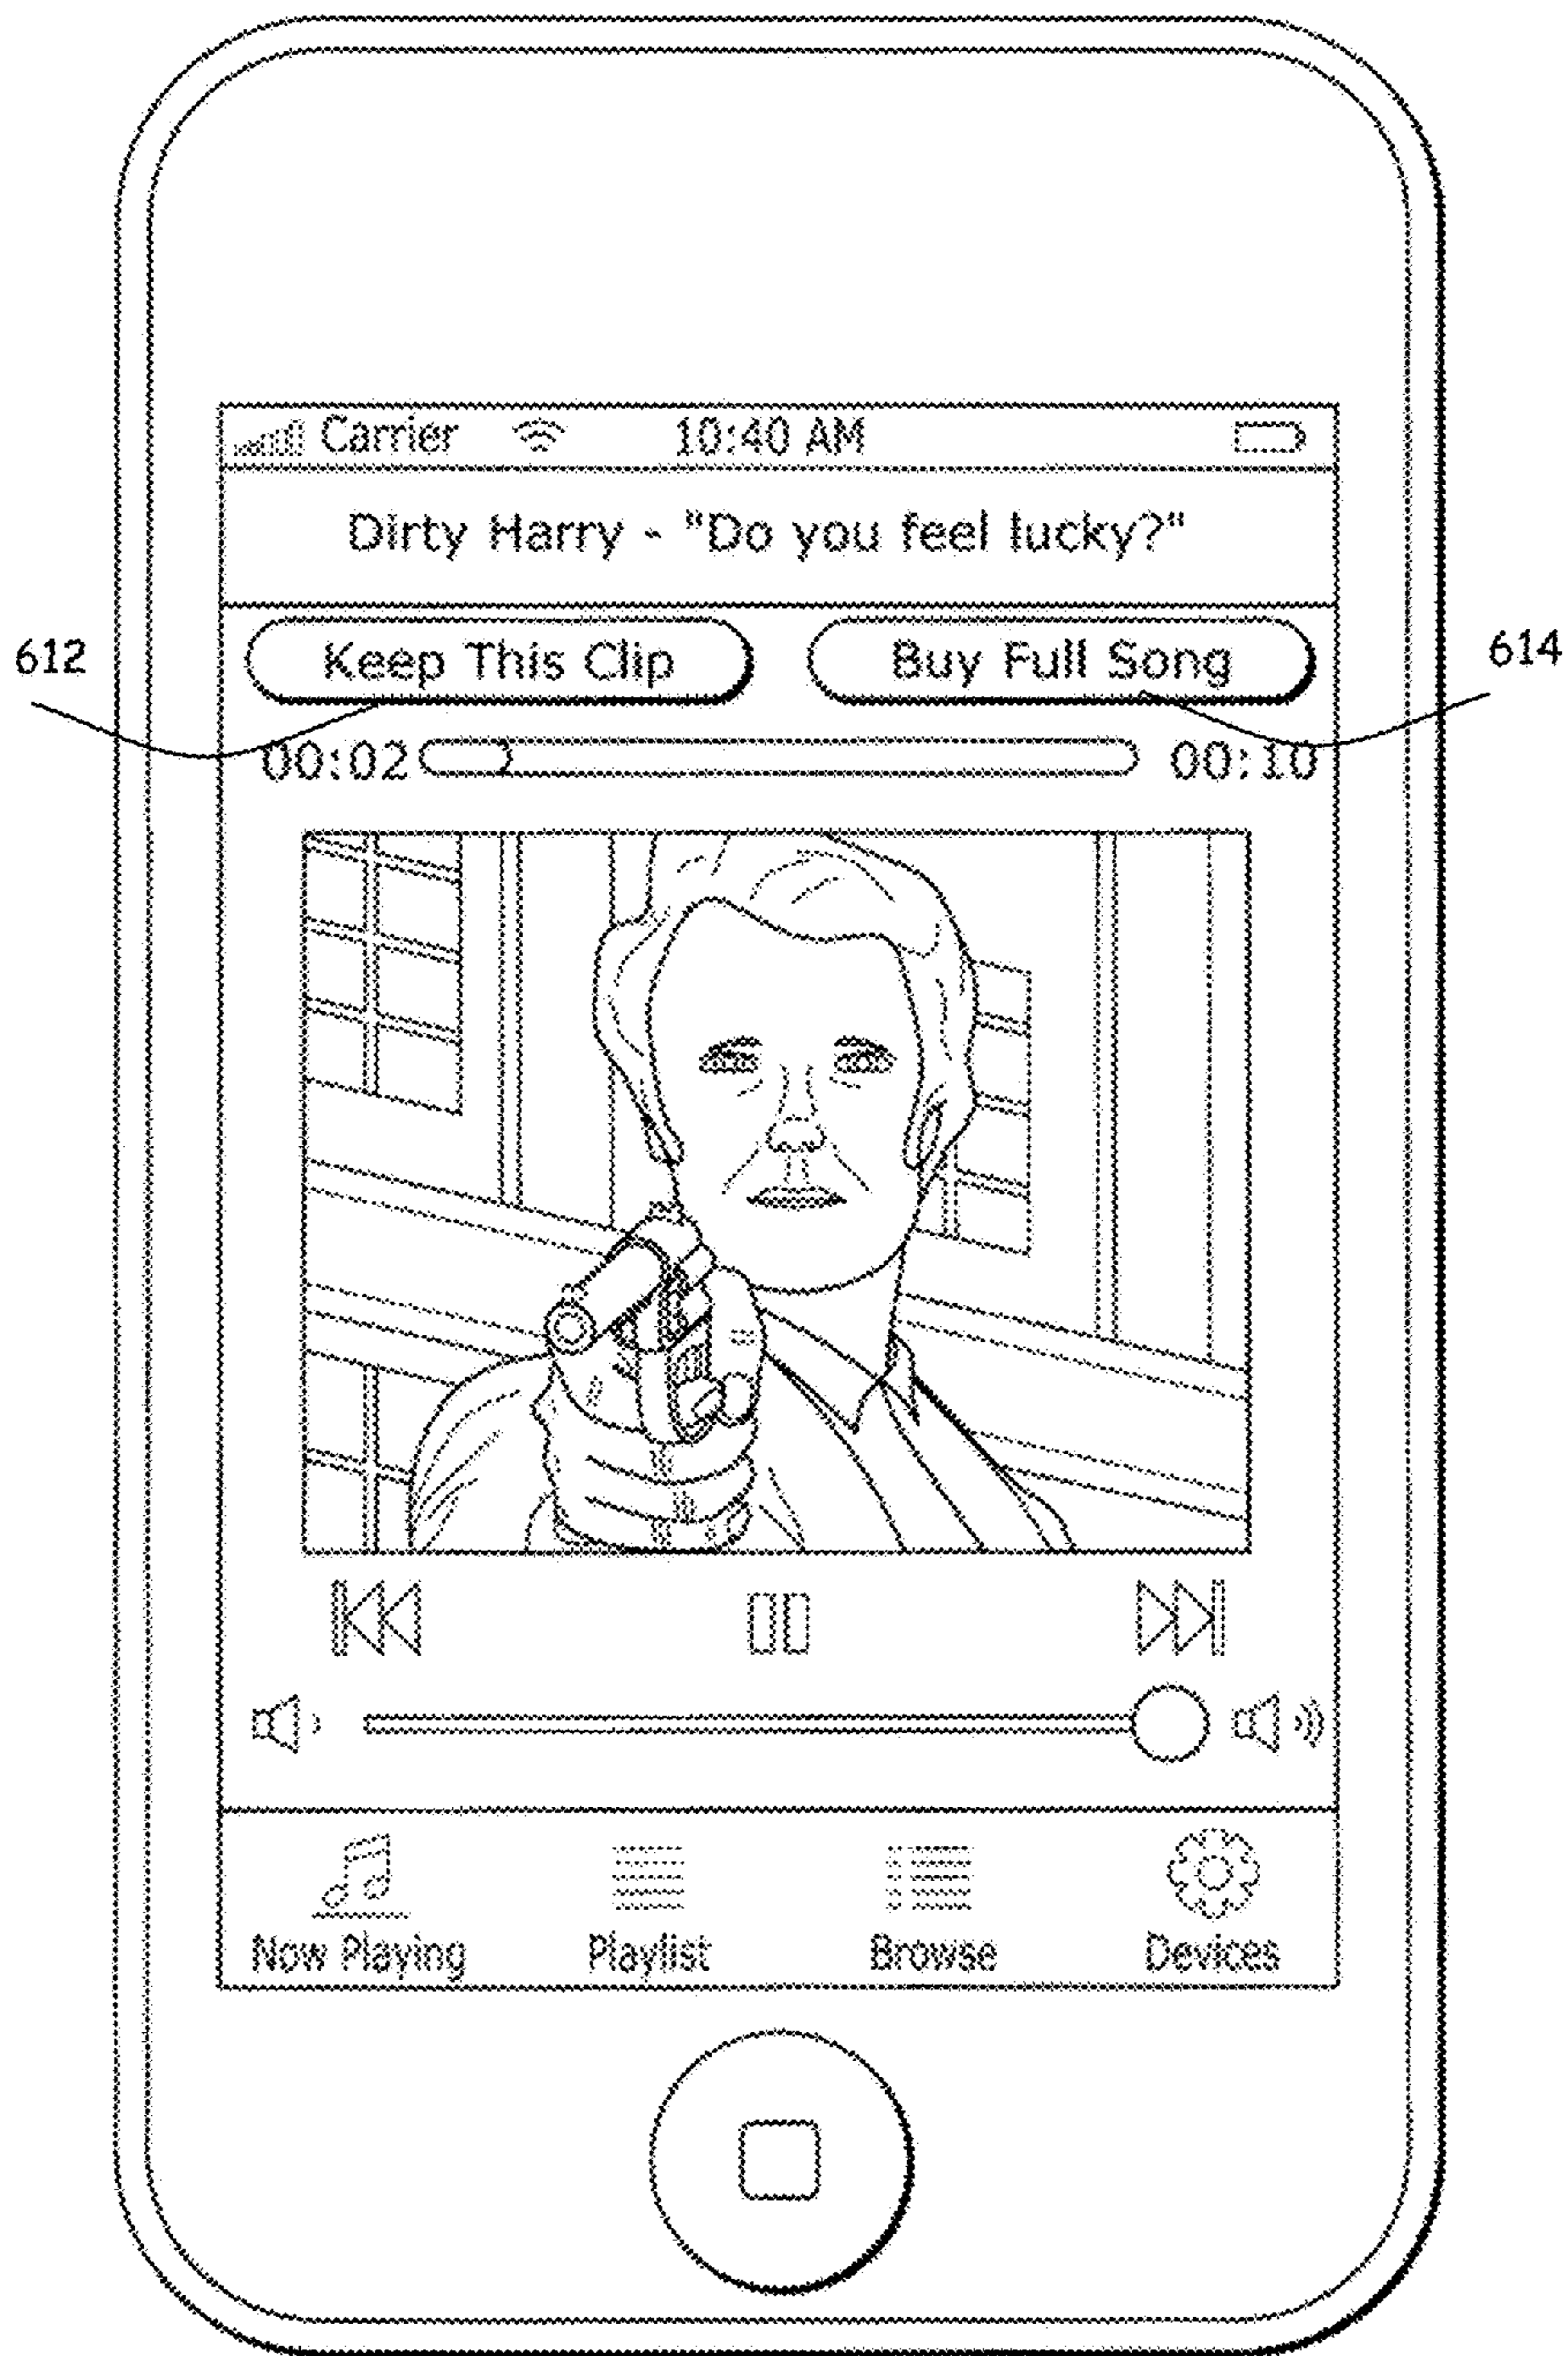 Carrier 10:40 AM
Dirty Harry - "Do you feel lucky?"
612 Keep This Clip Buy Full Song 614
00:02 00:10
Now Playing Playlist Browse Devices